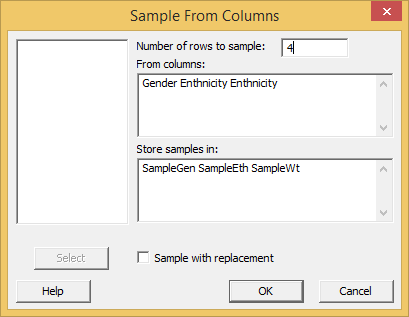 Sample From Columns
Number of rows to sample: 4
From columns:
Gender Enthnicity Enthnicity
Store samples in:
SampleGen SampleEth SampleWt
Select
Sample with replacement
Help
OK
Cancel